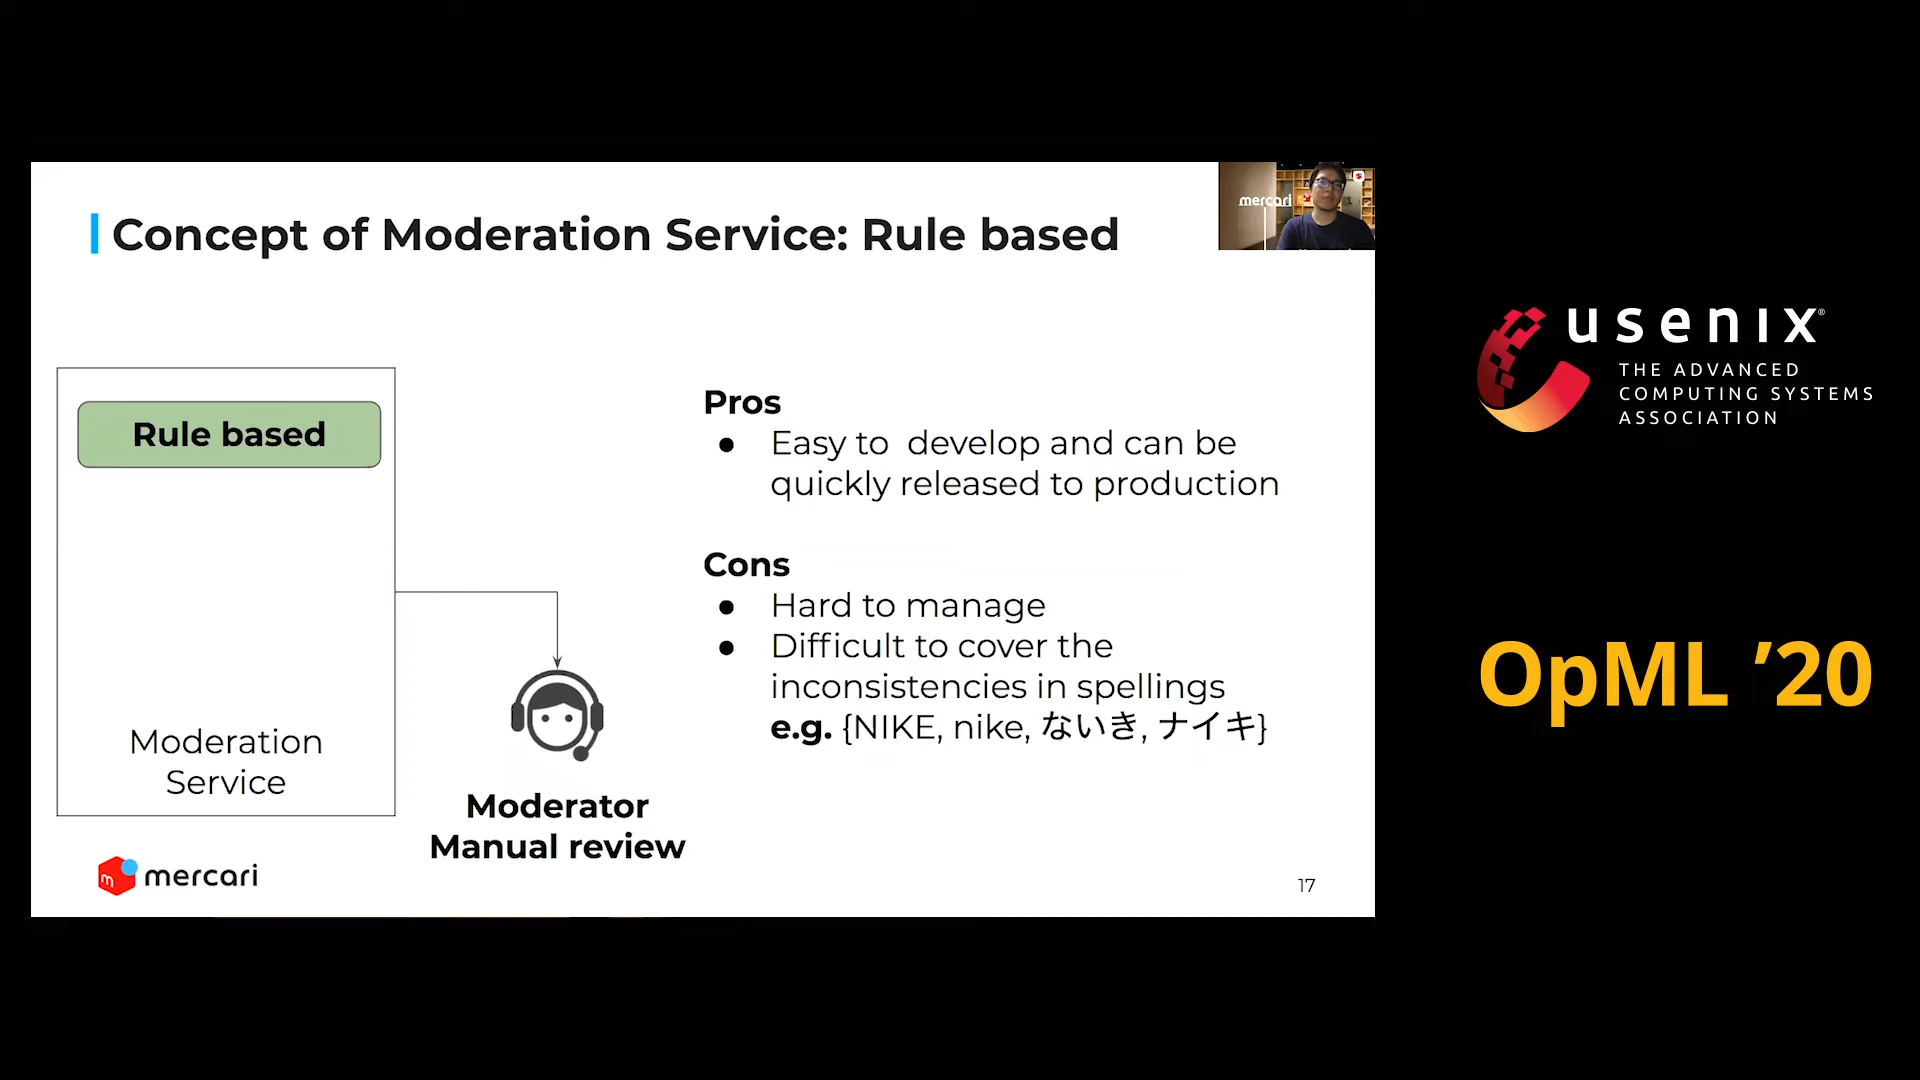 Concept of Moderation Service: Rule based
mercari
Rule based
Moderation
Service
Moderator
Manual review
Pros
● Easy to develop and can be
quickly released to production
Cons
● Hard to manage
● Difficult to cover the
inconsistencies in spellings
e.g. {NIKE, nike, ないき, ナイキ}
m mercari
17
usenix®
THE ADVANCED
COMPUTING SYSTEMS
ASSOCIATION
OpML ’20